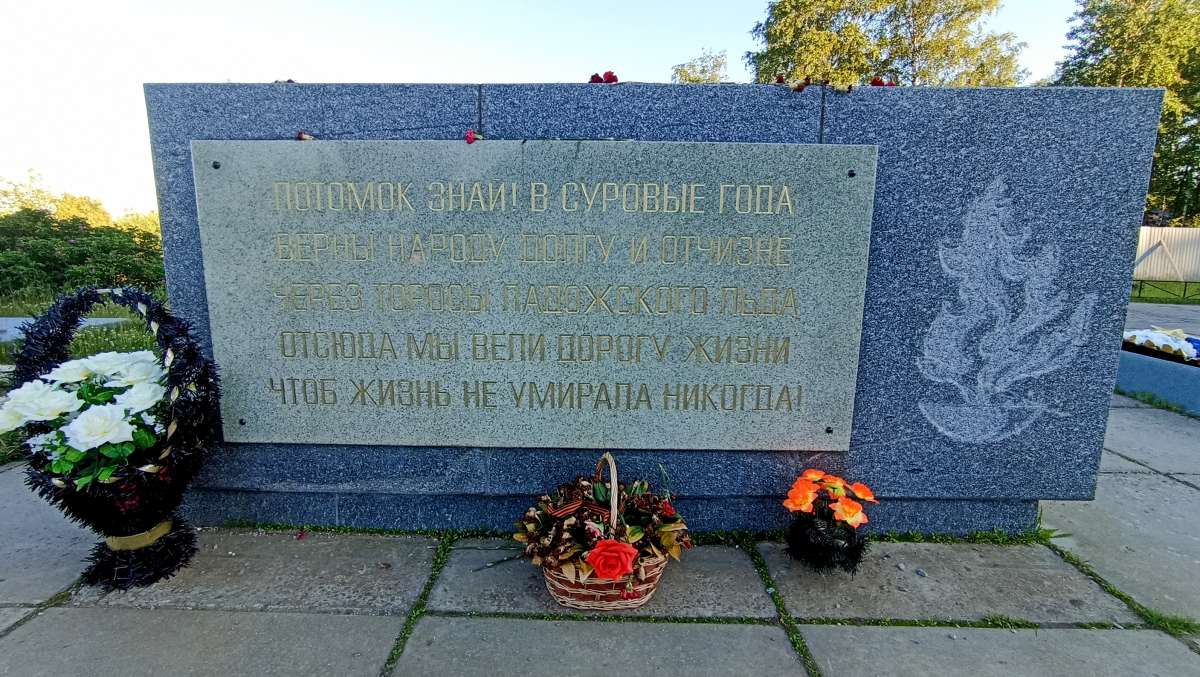 ПОТОМОК ЗНАЙ! В СУРОВЫЕ ГОДА
ВЕРНЫ НАРОДУ ДОЛГУ И ОТЧИЗНЕ
ЧЕРЕЗ ТОРОСЫ ЛАДОЖСКОГО ЛЬДА
ОТСЮДА МЫ ВЕЛИ ДОРОГУ ЖИЗНИ
ЧТОБ ЖИЗНЬ НЕ УМИРАЛА НИКОГДА!